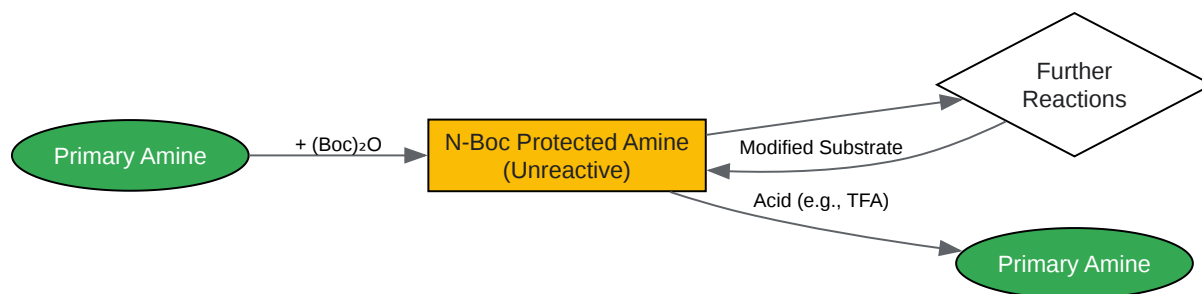 Primary Amine
+ (Boc)₂O
N-Boc Protected Amine
(Unreactive)
Further
Reactions
Modified Substrate
Acid (e.g., TFA)
Primary Amine